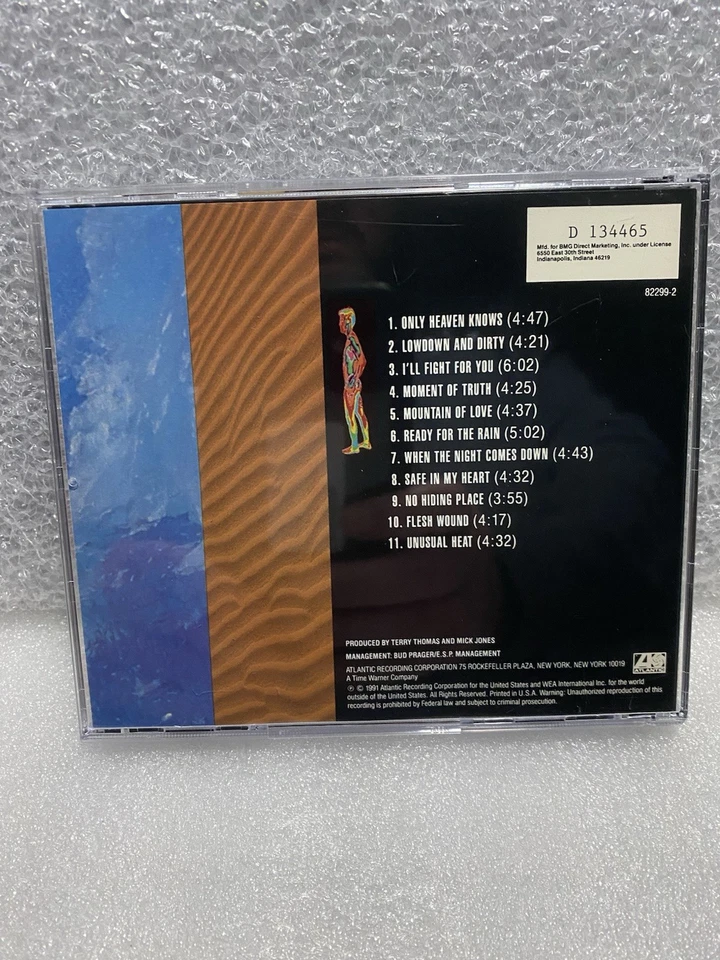 D 134465
Mfd. for BMG Direct Marketing, Inc. under License
6550 East 30th Street
Indianapolis, Indiana 46219
82299-2
1. ONLY HEAVEN KNOWS (4:47)
2. LOWDOWN AND DIRTY (4:21)
3. I'LL FIGHT FOR YOU (6:02)
4. MOMENT OF TRUTH (4:25)
5. MOUNTAIN OF LOVE (4:37)
6. READY FOR THE RAIN (5:02)
7. WHEN THE NIGHT COMES DOWN (4:43)
8. SAFE IN MY HEART (4:32)
9. NO HIDING PLACE (3:55)
10. FLESH WOUND (4:17)
11. UNUSUAL HEAT (4:32)
PRODUCED BY TERRY THOMAS AND MICK JONES
MANAGEMENT: BUD PRAGER/E.S.P. MANAGEMENT
ATLANTIC RECORDING CORPORATION 75 ROCKEFELLER PLAZA, NEW YORK, NEW YORK 10019
A Time Warner Company
℗ © 1991 Atlantic Recording Corporation for the United States and WEA International Inc. for the world
outside of the United States. All Rights Reserved. Printed in U.S.A. Warning: Unauthorized reproduction of this
recording is prohibited by Federal law and subject to criminal prosecution.
ATLANTIC